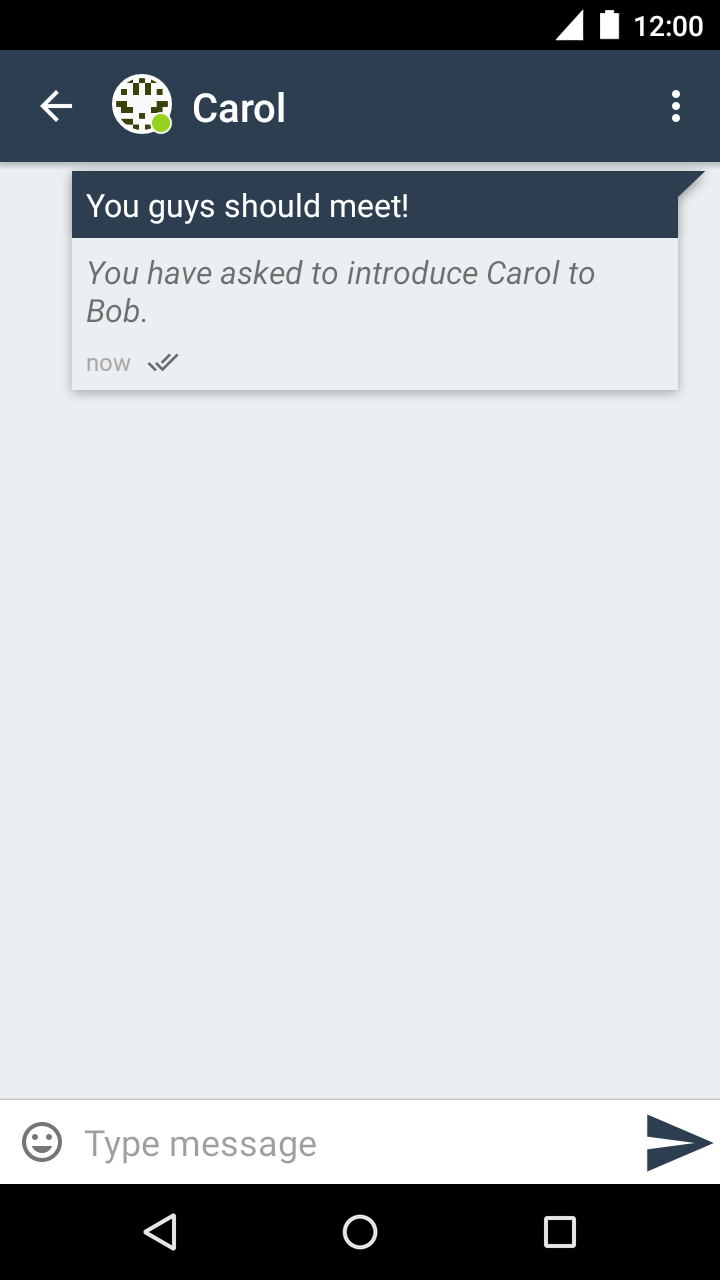 12:00
Carol
You guys should meet!
You have asked to introduce Carol to
Bob.
now
Type message